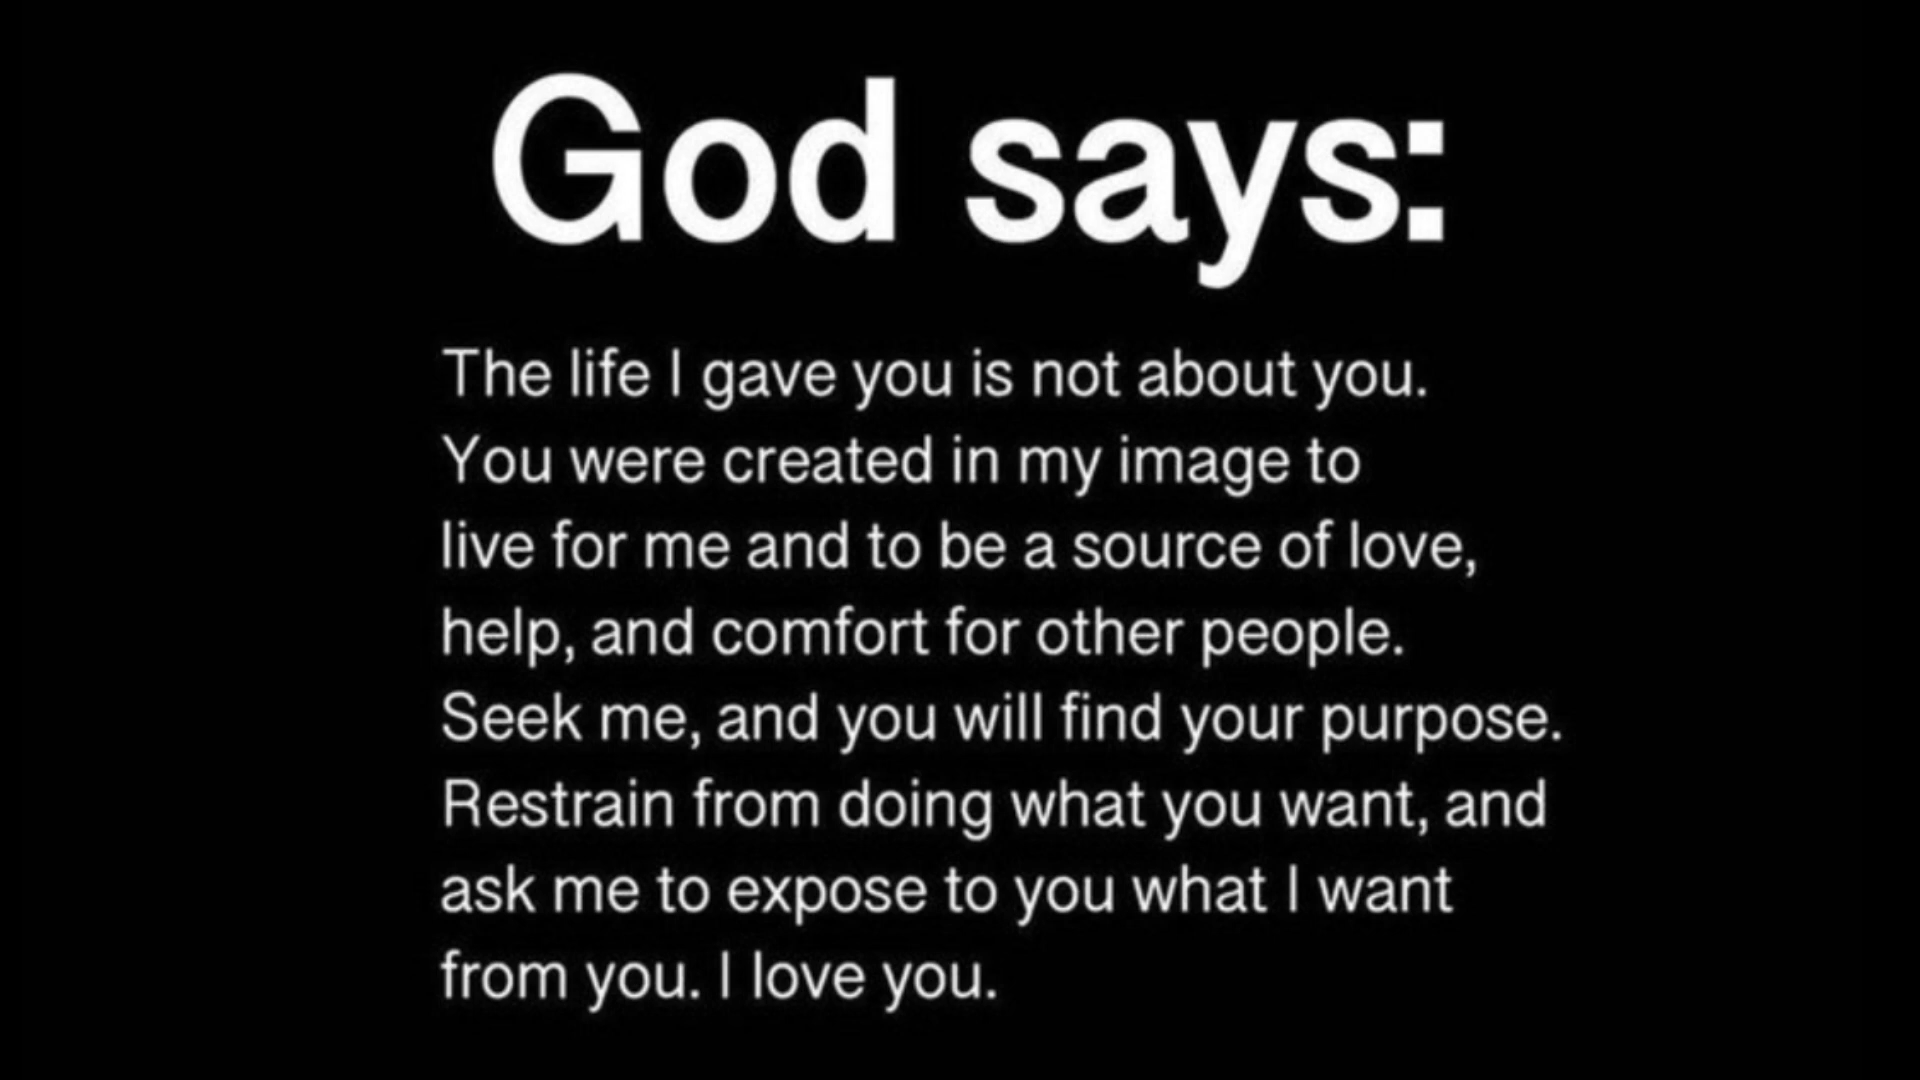 God says:
The life I gave you is not about you.
You were created in my image to
live for me and to be a source of love,
help, and comfort for other people.
Seek me, and you will find your purpose.
Restrain from doing what you want, and
ask me to expose to you what I want
from you. I love you.